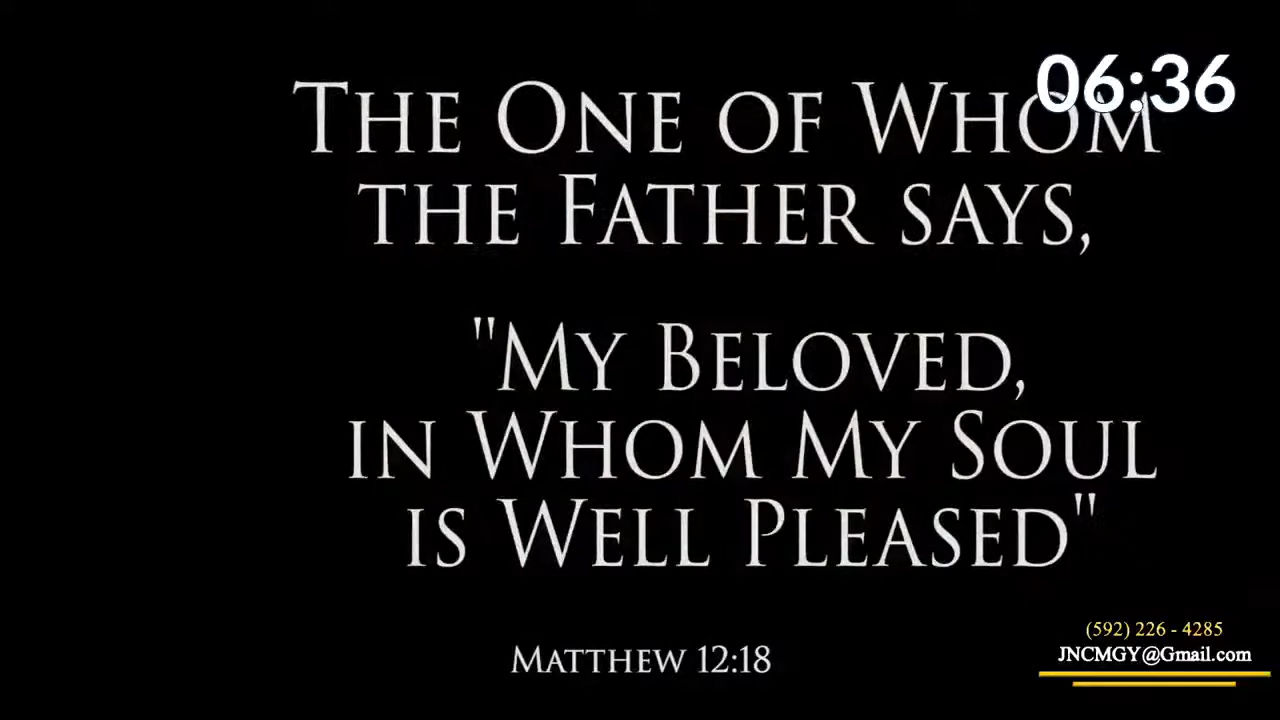 06:36
The One of Whom
the Father says,
"My Beloved,
in Whom My Soul
is Well Pleased"
Matthew 12:18
(592) 226 - 4285
JNCMGY@Gmail.com